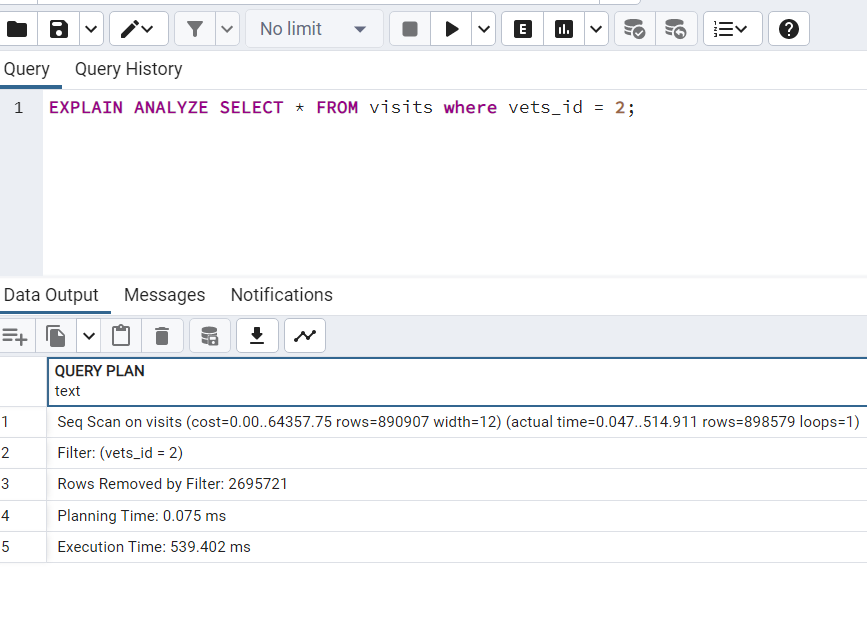 No limit
E
Query Query History
1 EXPLAIN ANALYZE SELECT * FROM visits where vets_id = 2;
Data Output Messages Notifications
QUERY PLAN
text
1 Seq Scan on visits (cost=0.00..64357.75 rows=890907 width=12) (actual time=0.047..514.911 rows=898579 loops=1)
2 Filter: (vets_id = 2)
3 Rows Removed by Filter: 2695721
4 Planning Time: 0.075 ms
5 Execution Time: 539.402 ms